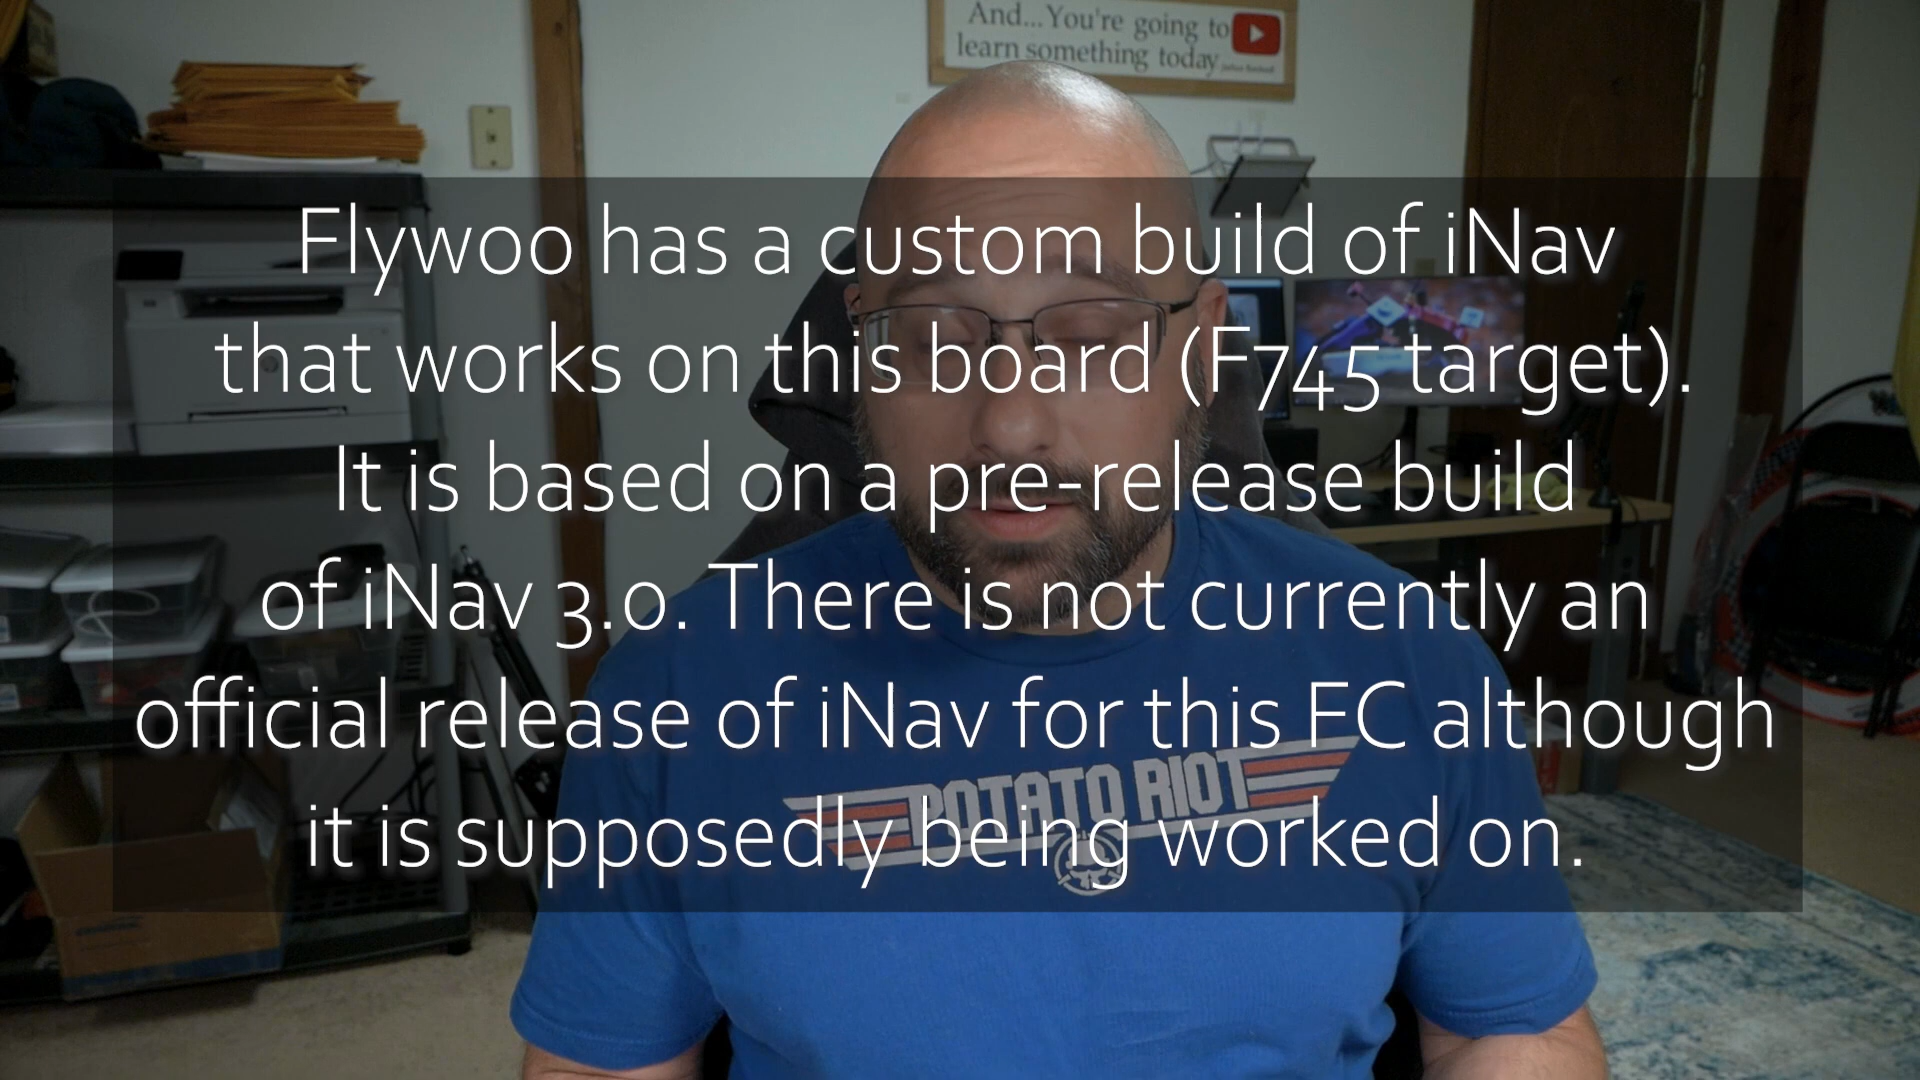 And...You're going to
learn something today
Flywoo has a custom build of iNav
that works on this board (F745 target).
It is based on a pre-release build
of iNav 3.0. There is not currently an
official release of iNav for this FC although
it is supposedly being worked on.
POTATO RIOT